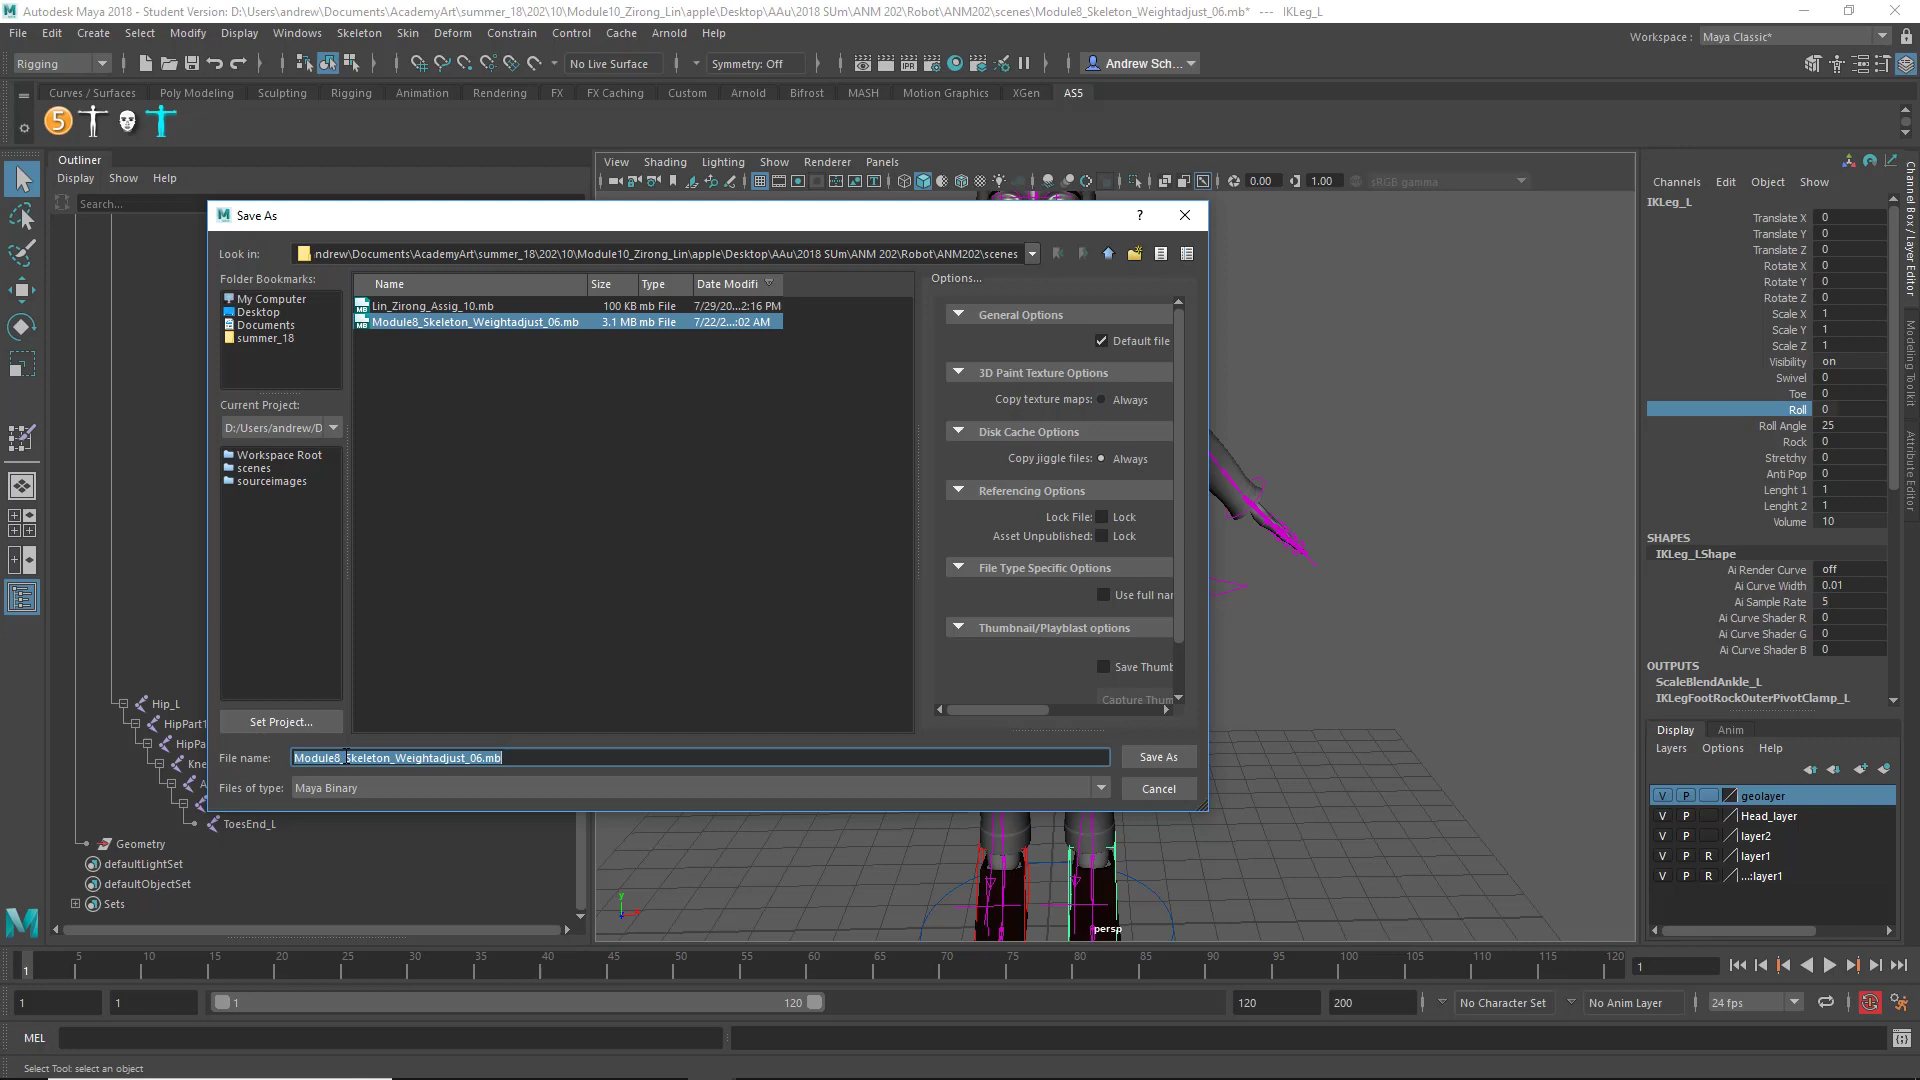 Autodesk Maya 2018 - Student Version: D:\Users\andrew\Documents\AcademyArt\summer_18\202\10\Module10_Zirong_Lin\apple\Desktop\AAu\2018 SUm\ANM 202\Robot\ANM202\scenes\Module8_Skeleton_Weightadjust_06.mb* --- IKLeg_L
File Edit Create Select Modify Display Windows Skeleton Skin Deform Constrain Control Cache Arnold Help
Workspace : Maya Classic*
Rigging
No Live Surface
Symmetry: Off
IPR
Andrew Sch...
Curves / Surfaces Poly Modeling Sculpting Rigging Animation Rendering FX FX Caching Custom Arnold Bifrost MASH Motion Graphics XGen AS5
5
Outliner
Display Show Help
Search...
View Shading Lighting Show Renderer Panels
0.00
1.00
sRGB gamma
Channels Edit Object Show
Save As
?
Look in:
ndrew\Documents\AcademyArt\summer_18\202\10\Module10_Zirong_Lin\apple\Desktop\AAu\2018 SUm\ANM 202\Robot\ANM202\scenes
Folder Bookmarks:
My Computer
Desktop
Documents
summer_18
Current Project:
D:/Users/andrew/D
Workspace Root
scenes
sourceimages
Set Project...
Name Size Type Date Modifi
Lin_Zirong_Assig_10.mb 100 KB mb File 7/29/20...2:16 PM
Module8_Skeleton_Weightadjust_06.mb 3.1 MB mb File 7/22/2...:02 AM
Options...
General Options
Default file
3D Paint Texture Options
Copy texture maps: Always
Disk Cache Options
Copy jiggle files: Always
Referencing Options
Lock File: Lock
Asset Unpublished: Lock
File Type Specific Options
Use full nar
Thumbnail/Playblast options
Save Thumb
Capture Thum
File name: Module8_Skeleton_Weightadjust_06.mb
Save As
Files of type: Maya Binary
Cancel
Hip_L
HipPart1
HipPa
Kne
A
ToesEnd_L
Geometry
defaultLightSet
defaultObjectSet
Sets
y
persp
IKLeg_L
Translate X 0
Translate Y 0
Translate Z 0
Rotate X 0
Rotate Y 0
Rotate Z 0
Scale X 1
Scale Y 1
Scale Z 1
Visibility on
Swivel 0
Toe 0
Roll 0
Roll Angle 25
Rock 0
Stretchy 0
Anti Pop 0
Lenght 1 1
Lenght 2 1
Volume 10
SHAPES
IKLeg_LShape
Ai Render Curve off
Ai Curve Width 0.01
Ai Sample Rate 5
Ai Curve Shader R 0
Ai Curve Shader G 0
Ai Curve Shader B 0
OUTPUTS
ScaleBlendAnkle_L
IKLegFootRockOuterPivotClamp_L
Channel Box / Layer Editor
Modeling Toolkit
Attribute Editor
Display Anim
Layers Options Help
V P geolayer
V P Head_layer
V P layer2
V P R layer1
V P R ...:layer1
5 10 15 20 25 30 35 40 45 50 55 60 65 70 75 80 85 90 95 100 105 110 115 120
1
1
1 1 1 120 120 200 No Character Set No Anim Layer 24 fps
MEL
Select Tool: select an object